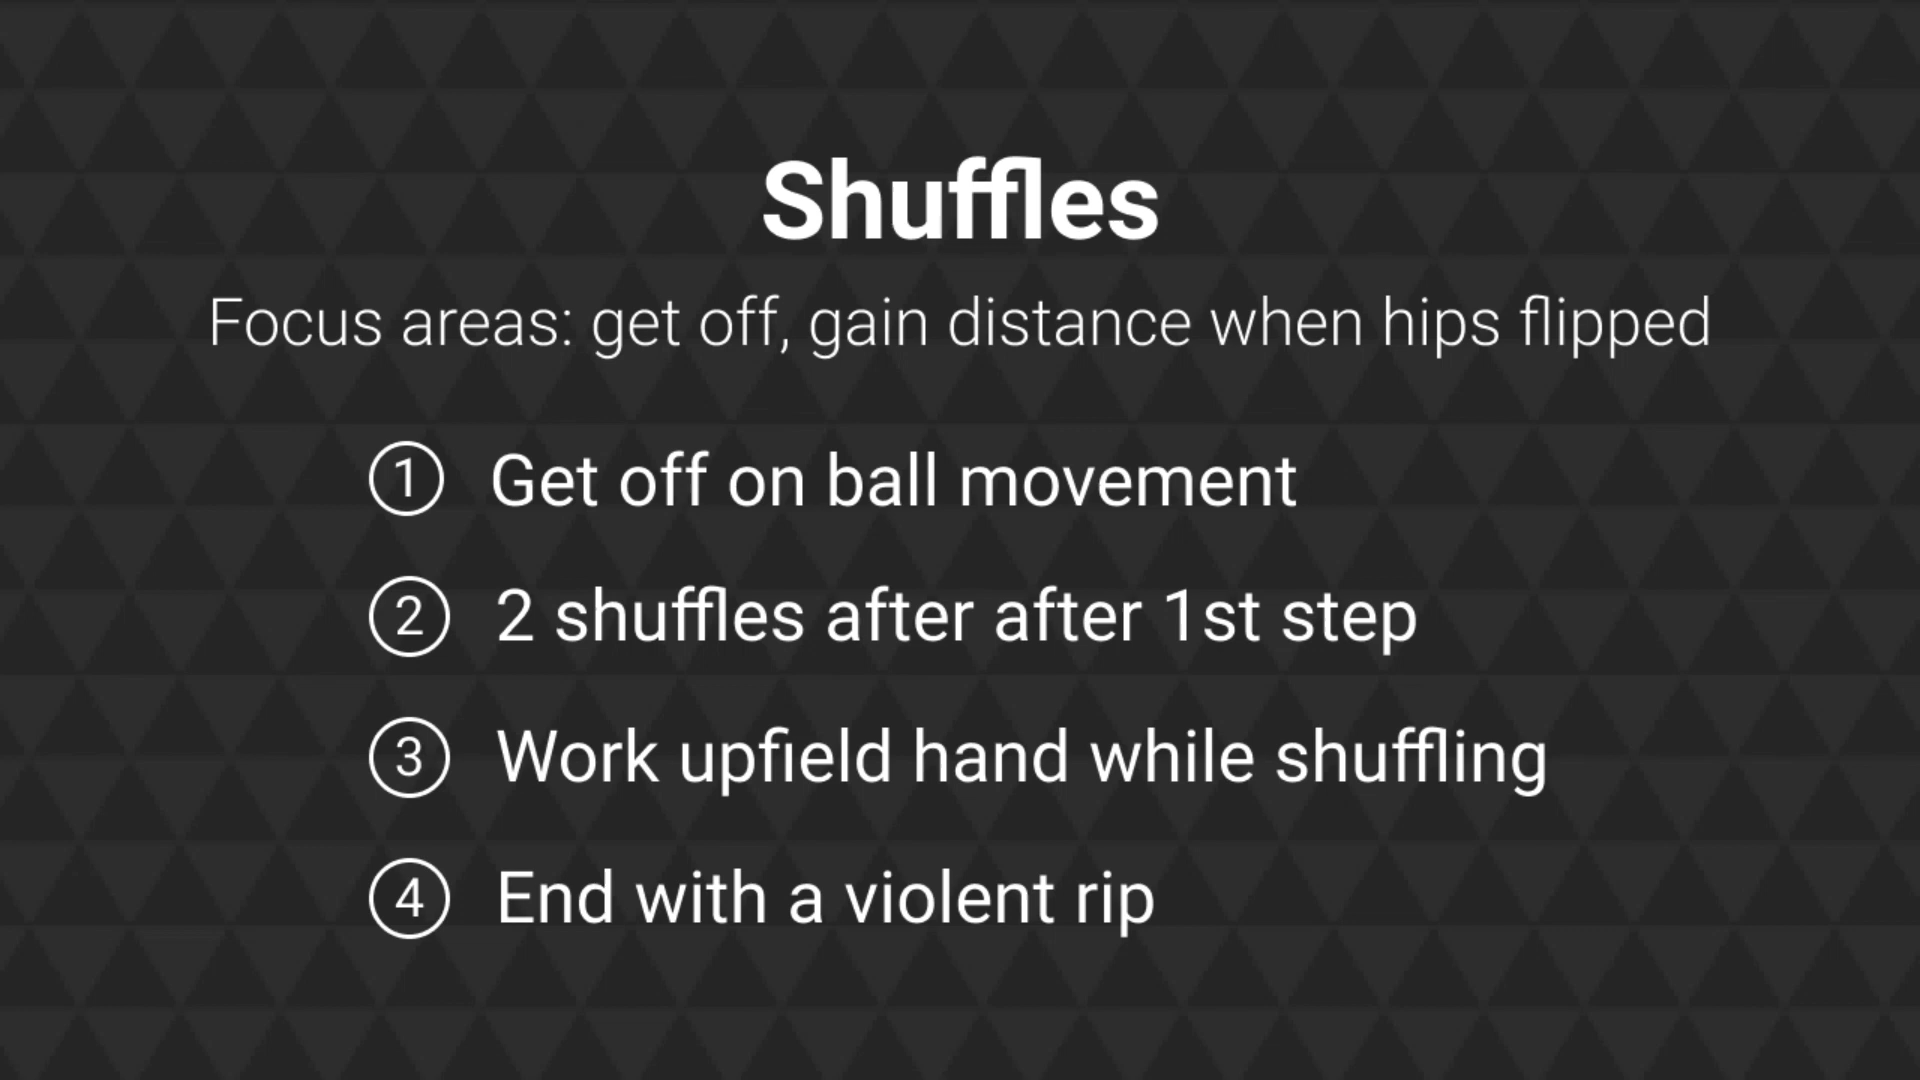 Shuffles
Focus areas: get off, gain distance when hips flipped
1 Get off on ball movement
2 2 shuffles after after 1st step
3 Work upfield hand while shuffling
4 End with a violent rip